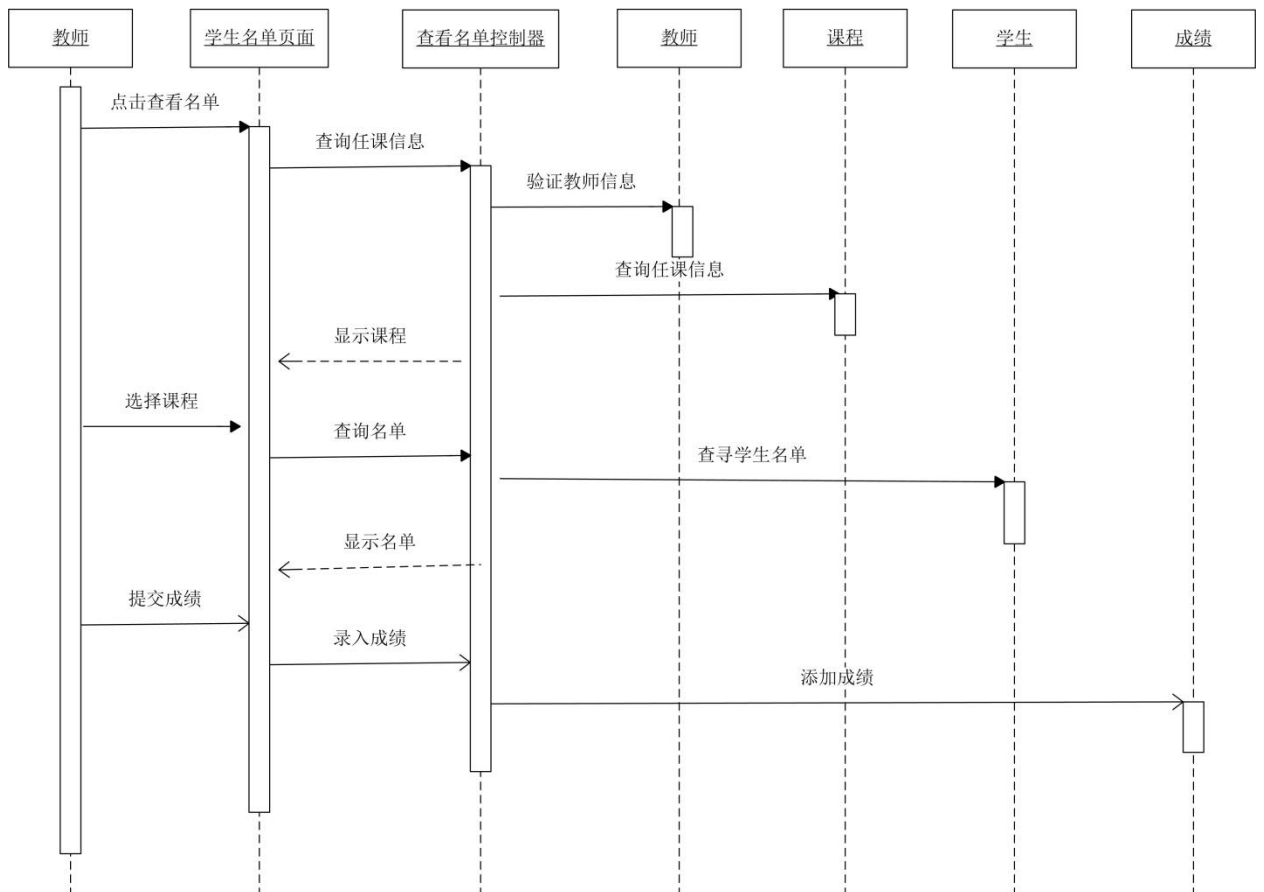 教师
学生名单页面
查看名单控制器
教师
课程
学生
成绩
点击查看名单
查询任课信息
验证教师信息
查询任课信息
显示课程
选择课程
查询名单
查寻学生名单
显示名单
提交成绩
录入成绩
添加成绩